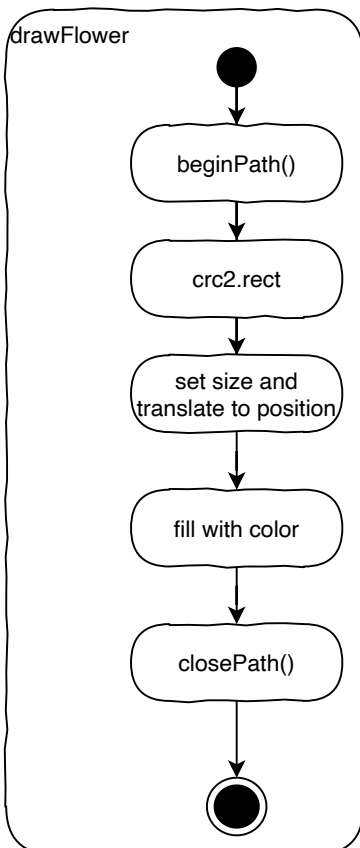 drawFlower
beginPath()
crc2.rect
set size and
translate to position
fill with color
closePath()